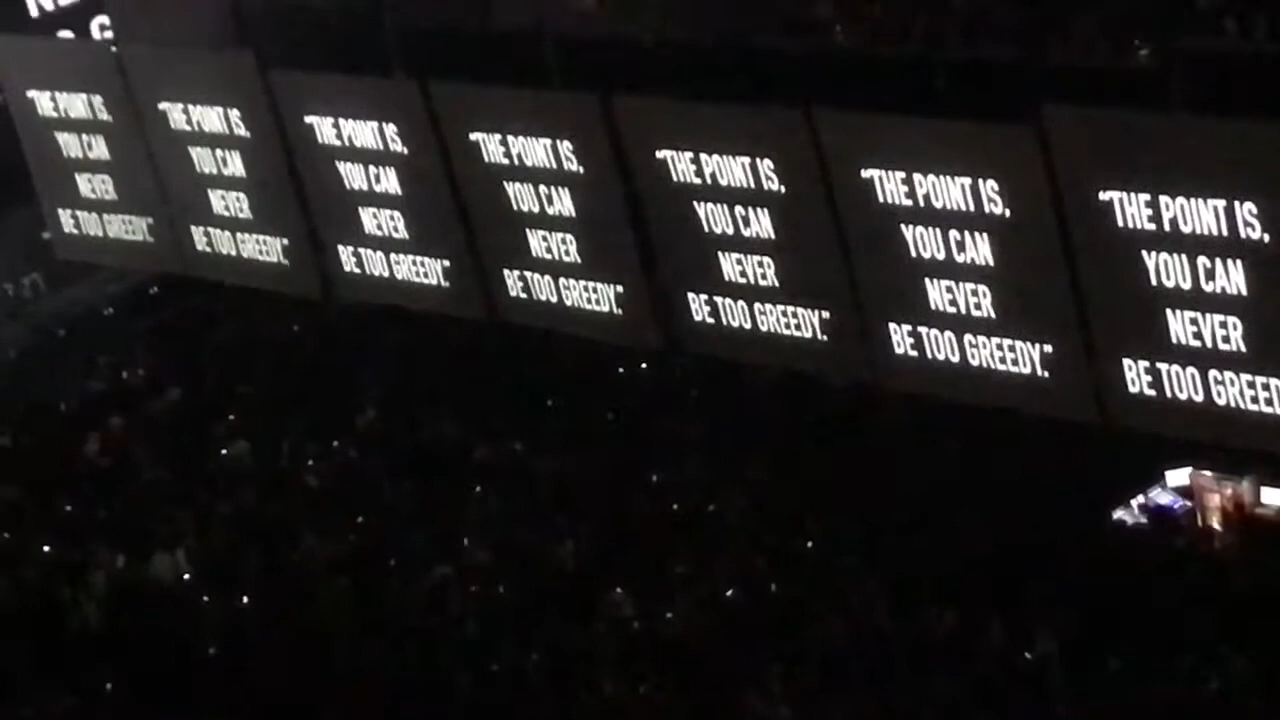 "THE POINT IS,
YOU CAN
NEVER
BE TOO GREEDY."
"THE POINT IS,
YOU CAN
NEVER
BE TOO GREEDY."
"THE POINT IS,
YOU CAN
NEVER
BE TOO GREEDY."
"THE POINT IS,
YOU CAN
NEVER
BE TOO GREEDY."
"THE POINT IS,
YOU CAN
NEVER
BE TOO GREEDY."
"THE POINT IS,
YOU CAN
NEVER
BE TOO GREEDY."
"THE POINT IS,
YOU CAN
NEVER
BE TOO GREED